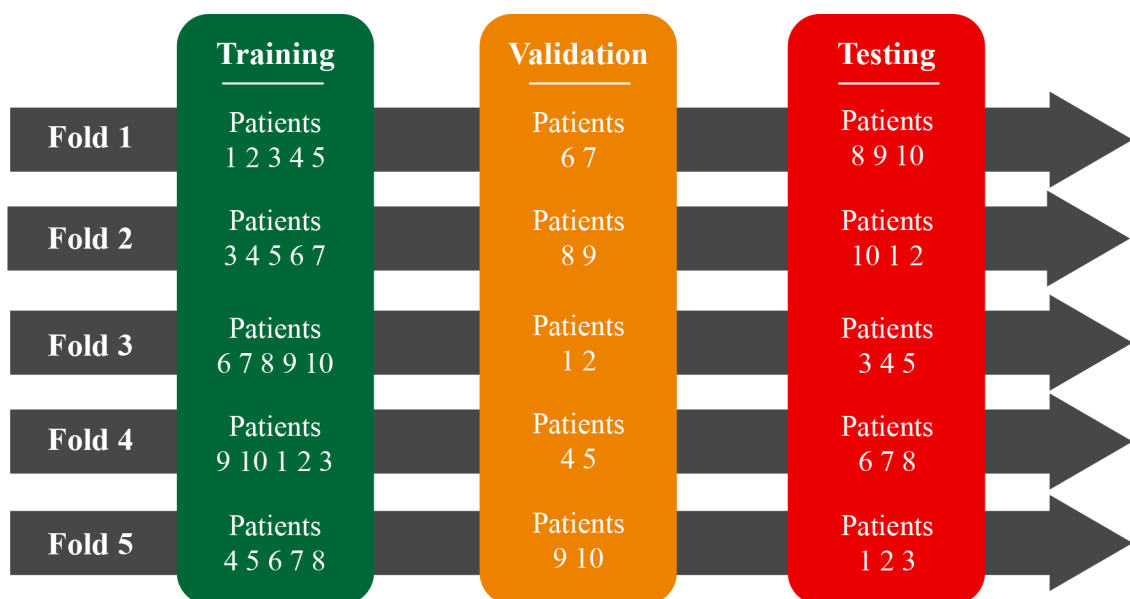 Training
Validation
Testing
Fold 1
Patients
1 2 3 4 5
Patients
6 7
Patients
8 9 10
Fold 2
Patients
3 4 5 6 7
Patients
8 9
Patients
10 1 2
Fold 3
Patients
6 7 8 9 10
Patients
1 2
Patients
3 4 5
Fold 4
Patients
9 10 1 2 3
Patients
4 5
Patients
6 7 8
Fold 5
Patients
4 5 6 7 8
Patients
9 10
Patients
1 2 3